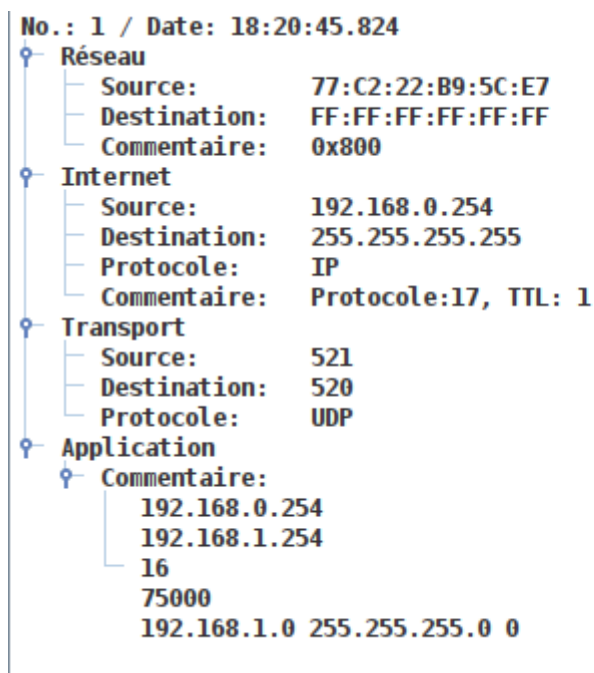 No.: 1 / Date: 18:20:45.824
Réseau
Source: 77:C2:22:B9:5C:E7
Destination: FF:FF:FF:FF:FF:FF
Commentaire: 0x800
Internet
Source: 192.168.0.254
Destination: 255.255.255.255
Protocole: IP
Commentaire: Protocole:17, TTL: 1
Transport
Source: 521
Destination: 520
Protocole: UDP
Application
Commentaire:
192.168.0.254
192.168.1.254
16
75000
192.168.1.0 255.255.255.0 0